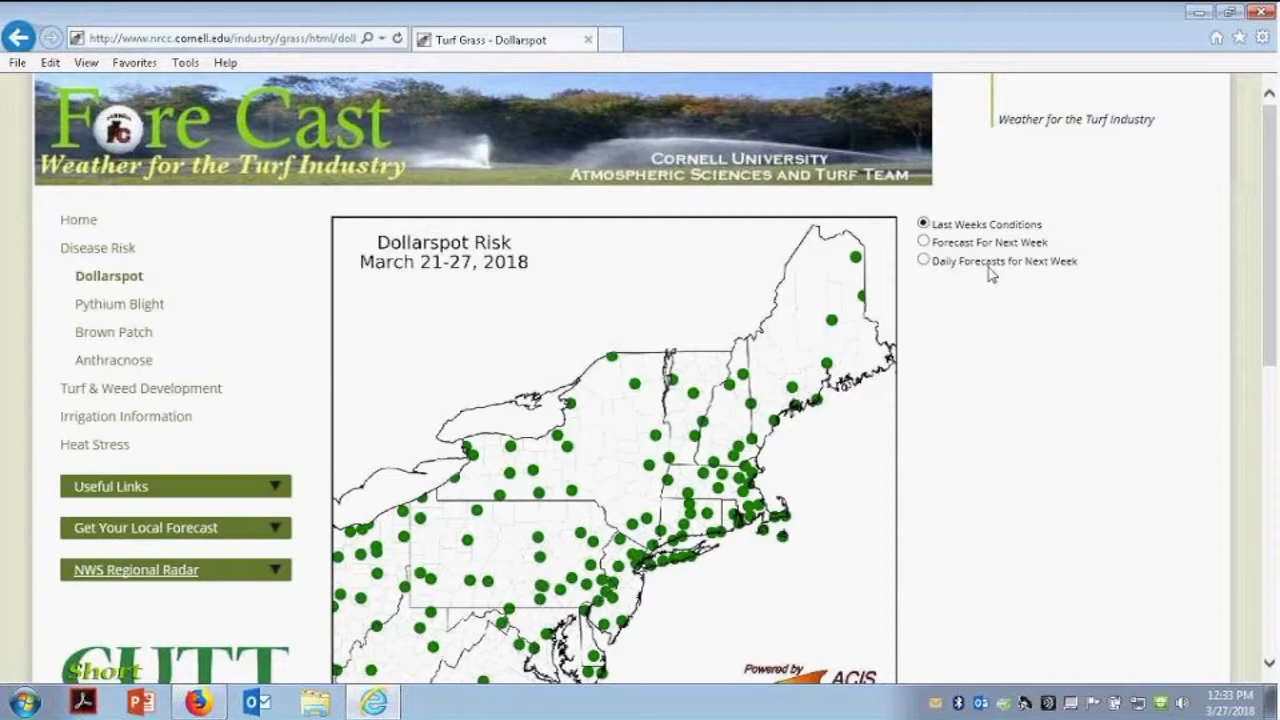 http://www.nrcc.cornell.edu/industry/grass/html/doll
Turf Grass - Dollarspot
File Edit View Favorites Tools Help
Fore Cast
Weather for the Turf Industry
CORNELL UNIVERSITY
ATMOSPHERIC SCIENCES AND TURF TEAM
Weather for the Turf Industry
Home
Disease Risk
Dollarspot
Pythium Blight
Brown Patch
Anthracnose
Turf & Weed Development
Irrigation Information
Heat Stress
Useful Links
Get Your Local Forecast
NWS Regional Radar
Short
CUTT
Dollarspot Risk
March 21-27, 2018
Powered by
ACIS
Last Weeks Conditions
Forecast For Next Week
Daily Forecasts for Next Week
12:33 PM
3/27/2018